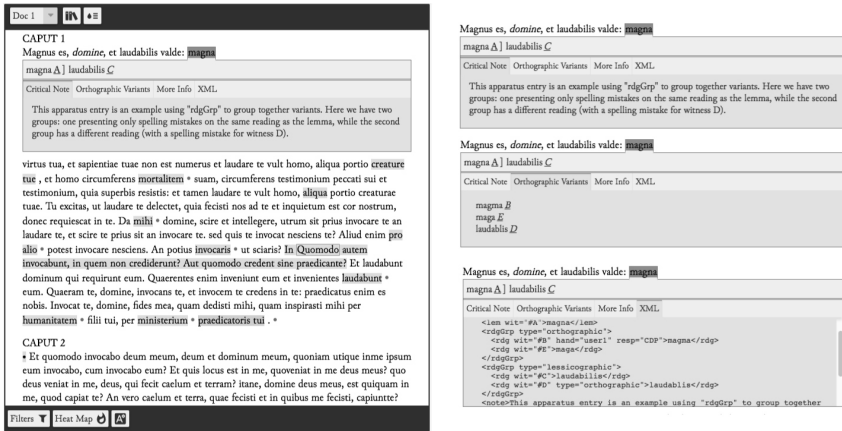 Doc 1
CAPUT 1
Magnus es, domine, et laudabilis valde: magna
magna A ] laudabilis C
Critical Note Orthographic Variants More Info XML
This apparatus entry is an example using "rdgGrp" to group together variants. Here we have two
groups: one presenting only spelling mistakes on the same reading as the lemma, while the second
group has a different reading (with a spelling mistake for witness D).
virtus tua, et sapientiae tuae non est numerus et laudare te vult homo, aliqua portio creature
tue , et homo circumferens mortalitem * suam, circumferens testimonium peccati sui et
testimonium, quia superbis resistis: et tamen laudare te vult homo, aliqua portio creaturae
tuae. Tu excitas, ut laudare te delectet, quia fecisti nos ad te et inquietum est cor nostrum,
donec requiescat in te. Da mihi * domine, scire et intellegere, utrum sit prius invocare te an
laudare te, et scire te prius sit an invocare te. sed quis te invocat nesciens te? Aliud enim pro
alio * potest invocare nesciens. An potius invocaris * ut sciaris? In Quomodo autem
invocabunt, in quem non crediderunt? Aut quomodo credent sine praedicante? Et laudabunt
dominum qui requirunt eum. Quaerentes enim inveniunt eum et invenientes laudabunt *
eum. Quaeram te, domine, invocans te, et invocem te credens in te: praedicatus enim es
nobis. Invocat te, domine, fides mea, quam dedisti mihi, quam inspirasti mihi per
humanitatem * filii tui, per ministerium * praedicatoris tui . *
CAPUT 2
• Et quomodo invocabo deum meum, deum et dominum meum, quoniam utique inme ipsum
eum invocabo, cum invocabo eum? Et quis locus est in me, quoveniat in me deus meus? quo
deus veniat in me, deus, qui fecit caelum et terram? itane, domine deus meus, est quiquam in
me, quod capiat te? An vero caelum et terra, quae fecisti et in quibus me fecisti, capiuntte?
Filters Heat Map
Magnus es, domine, et laudabilis valde: magna
magna A ] laudabilis C
Critical Note Orthographic Variants More Info XML
This apparatus entry is an example using "rdgGrp" to group together variants. Here we have two
groups: one presenting only spelling mistakes on the same reading as the lemma, while the second
group has a different reading (with a spelling mistake for witness D).
Magnus es, domine, et laudabilis valde: magna
magna A ] laudabilis C
Critical Note Orthographic Variants More Info XML
magma B
maga E
laudablis D
Magnus es, domine, et laudabilis valde: magna
magna A ] laudabilis C
Critical Note Orthographic Variants More Info XML
<lem wit="#A">magna</lem>
<rdgGrp type="orthographic">
<rdg wit="#B" hand="user1" resp="CDP">magma</rdg>
<rdg wit="#E">maga</rdg>
</rdgGrp>
<rdgGrp type="lessicographic">
<rdg wit="#C">laudabilis</rdg>
<rdg wit="#D" type="orthographic">laudablis</rdg>
</rdgGrp>
<note>This apparatus entry is an example using "rdgGrp" to group together